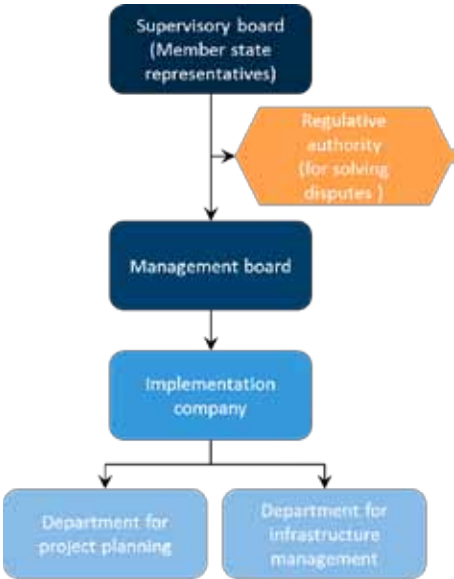 Supervisory board
(Member state
representatives)
Regulative
authority
(for solving
disputes )
Management board
Implementation
company
Department for
project planning
Department for
infrastructure
management